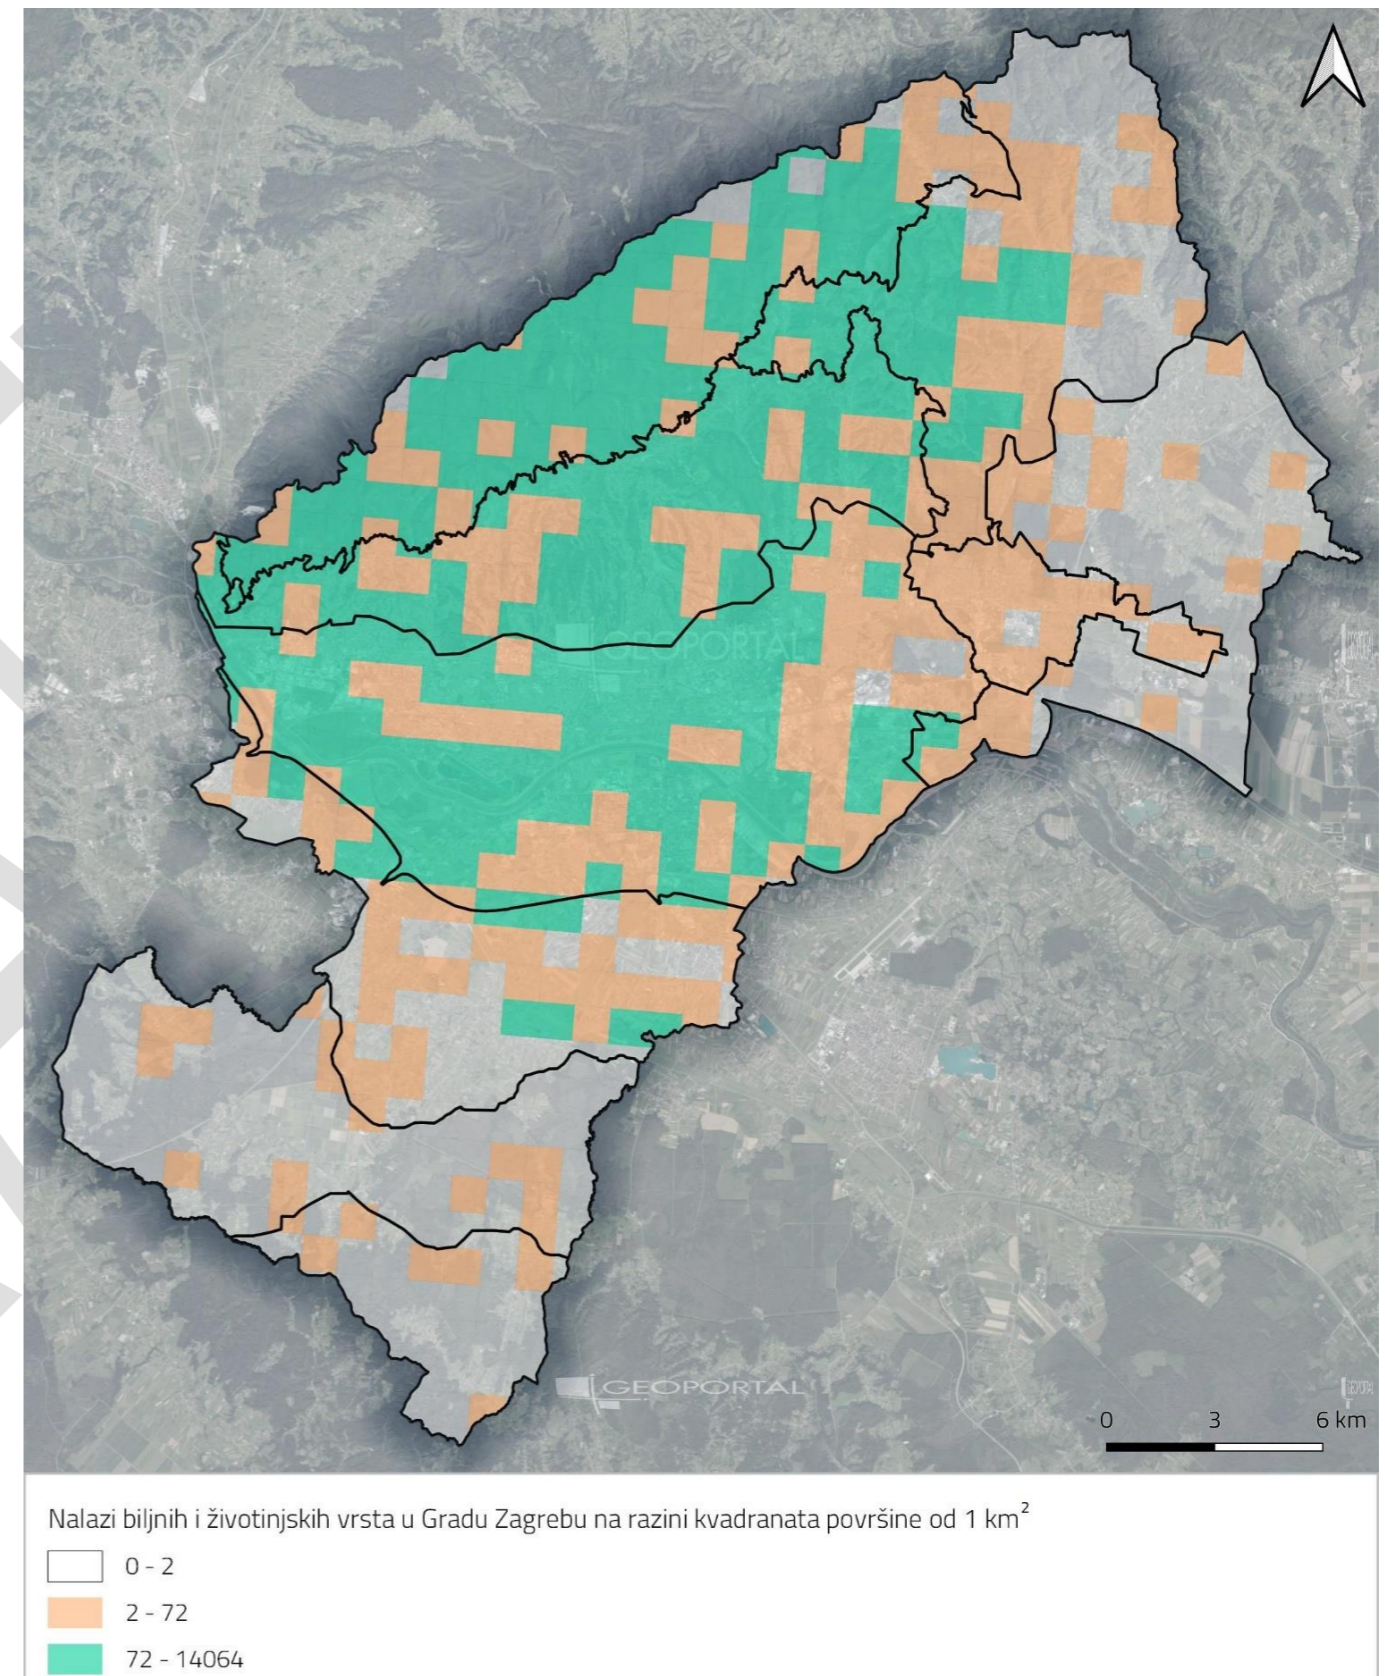 GEOPORTAL
GEOPORTAL
0 3 6 km
Nalazi biljnih i životinjskih vrsta u Gradu Zagrebu na razini kvadranata površine od 1 km²
0 - 2
2 - 72
72 - 14064